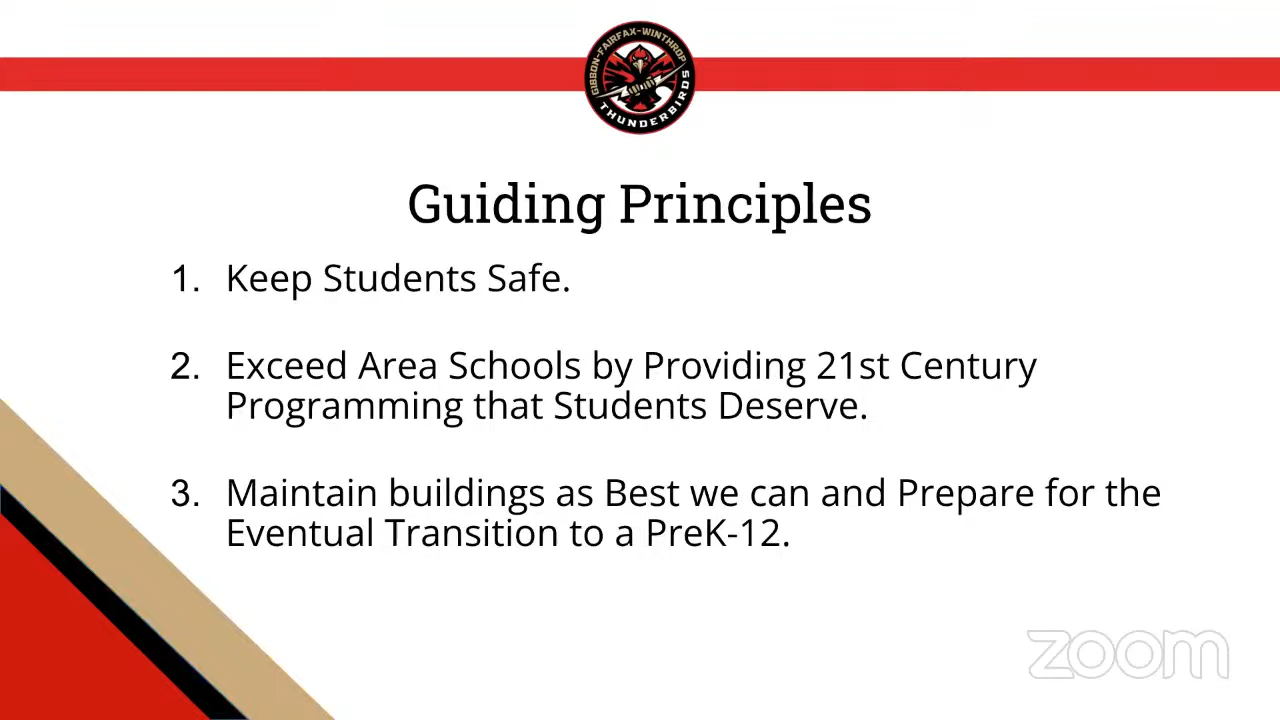 GIBBON-FAIRFAX-WINTHROP
THUNDERBIRDS
Guiding Principles
1. Keep Students Safe.
2. Exceed Area Schools by Providing 21st Century
Programming that Students Deserve.
3. Maintain buildings as Best we can and Prepare for the
Eventual Transition to a PreK-12.
zoom